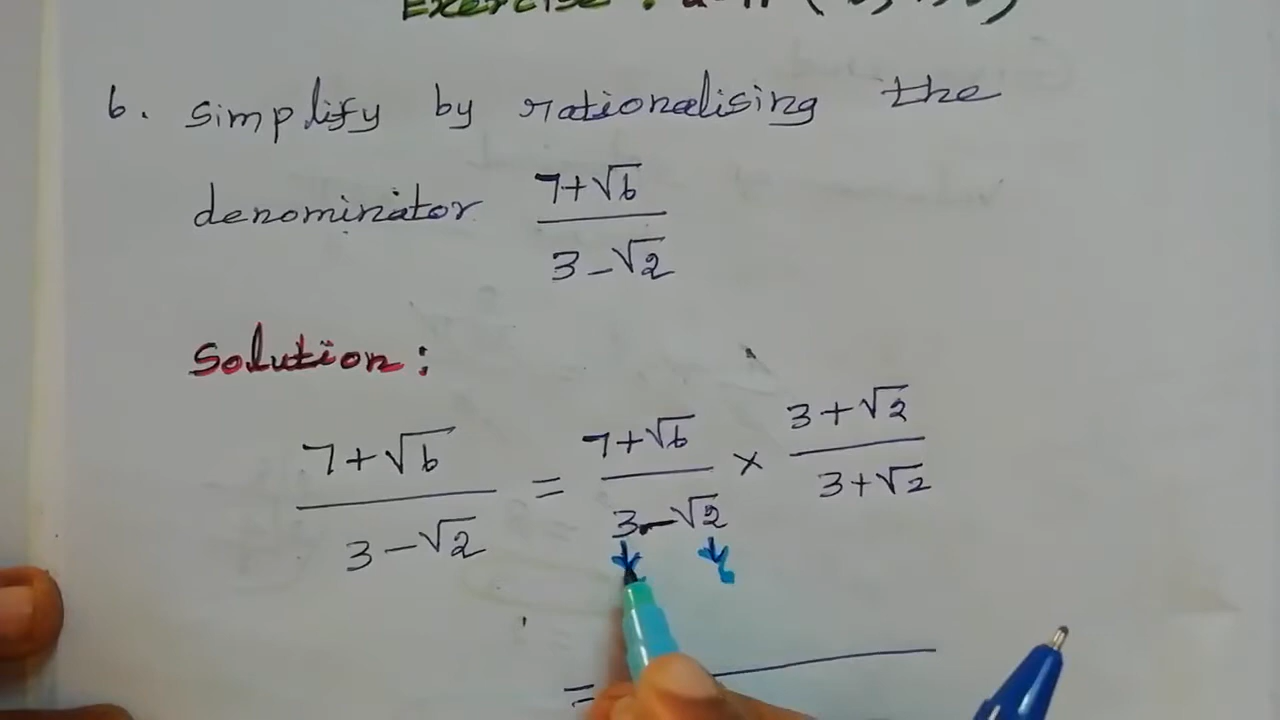 Exercise :
6. Simplify by rationalising the
denominator 7+√6 / 3-√2
Solution:
7+√6 / 3-√2 = 7+√6 / 3-√2 × 3+√2 / 3+√2
b
=